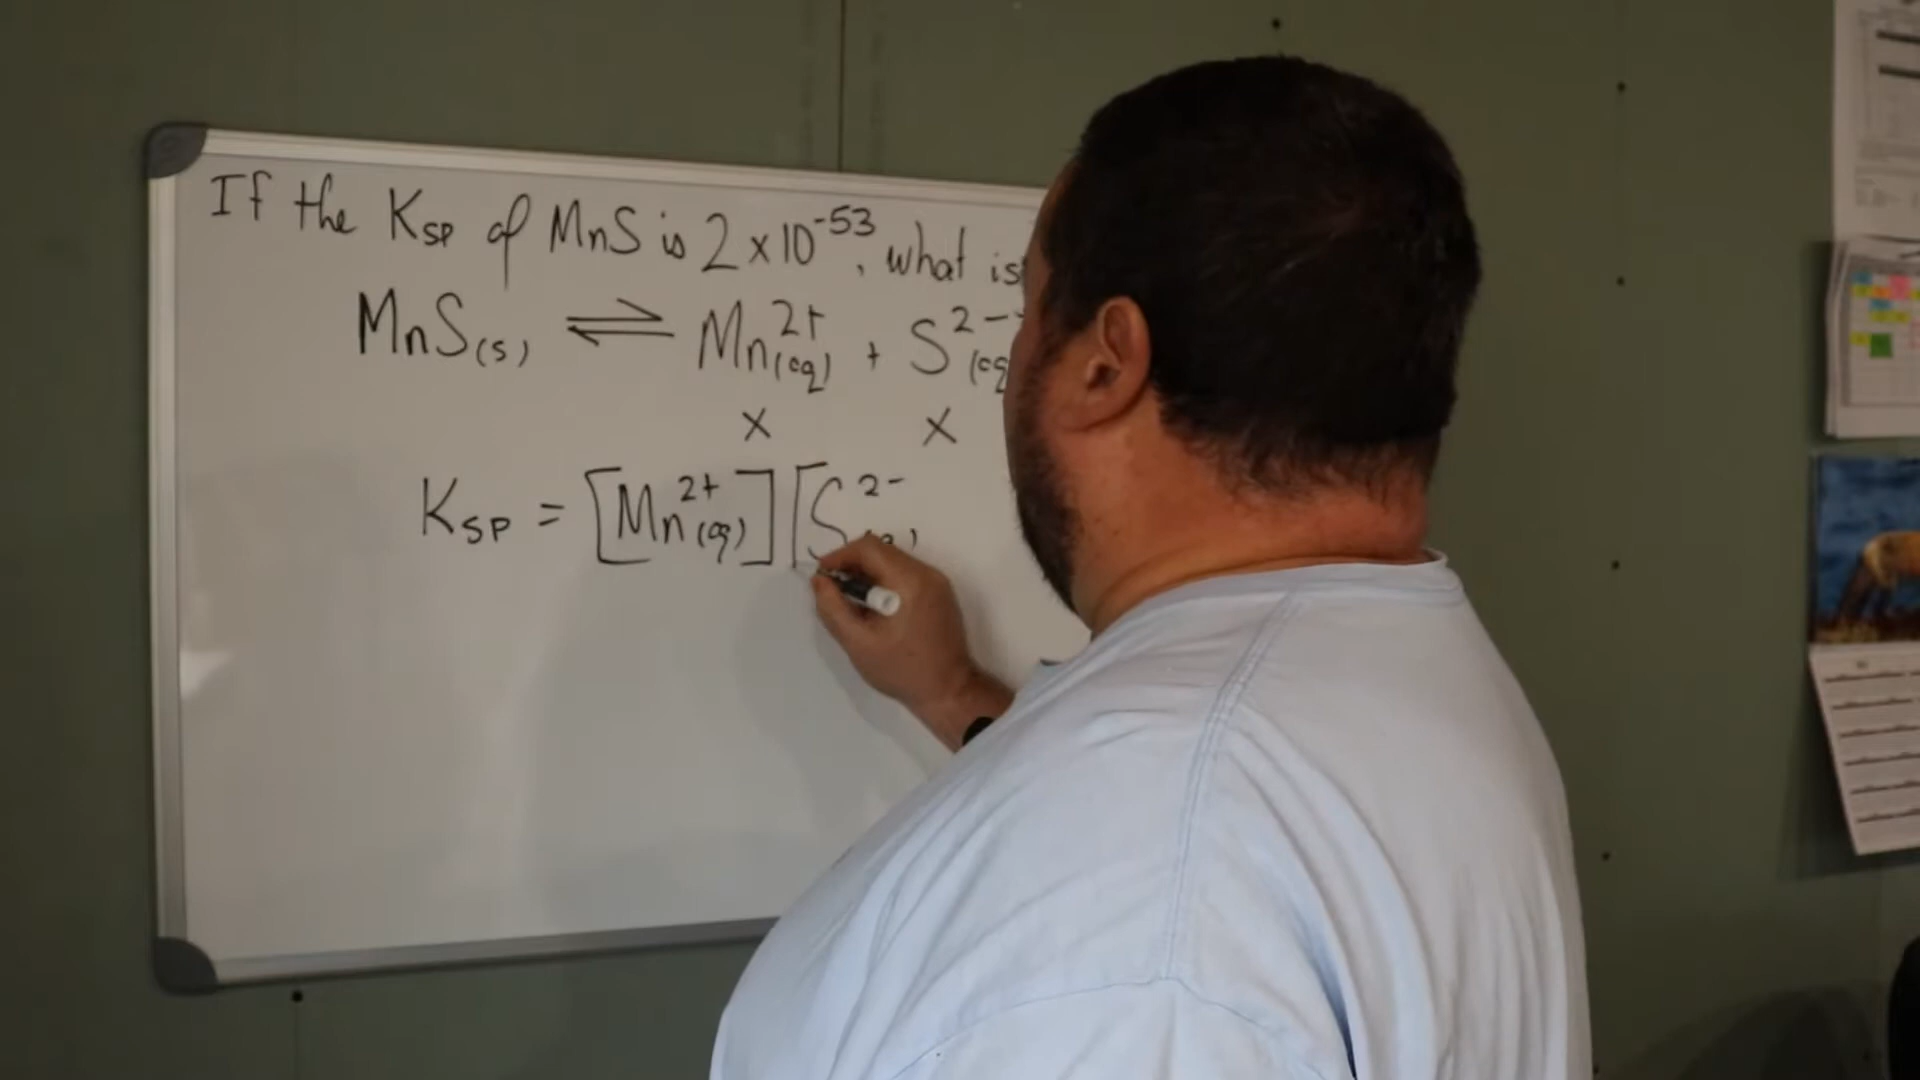 If the Ksp of MnS is 2 x 10⁻⁵³, what is
MnS(s) ⇌ Mn²⁺(aq) + S²⁻(aq
x x
Ksp = [Mn²⁺(aq)][S²⁻